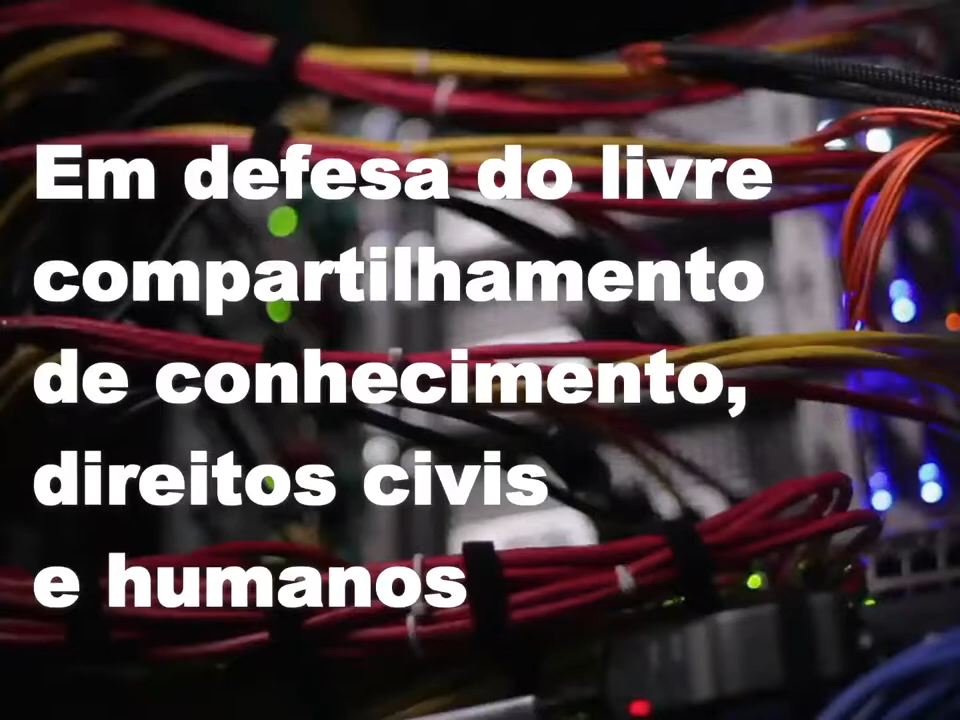 Em defesa do livre
compartilhamento
de conhecimento,
direitos civis
e humanos